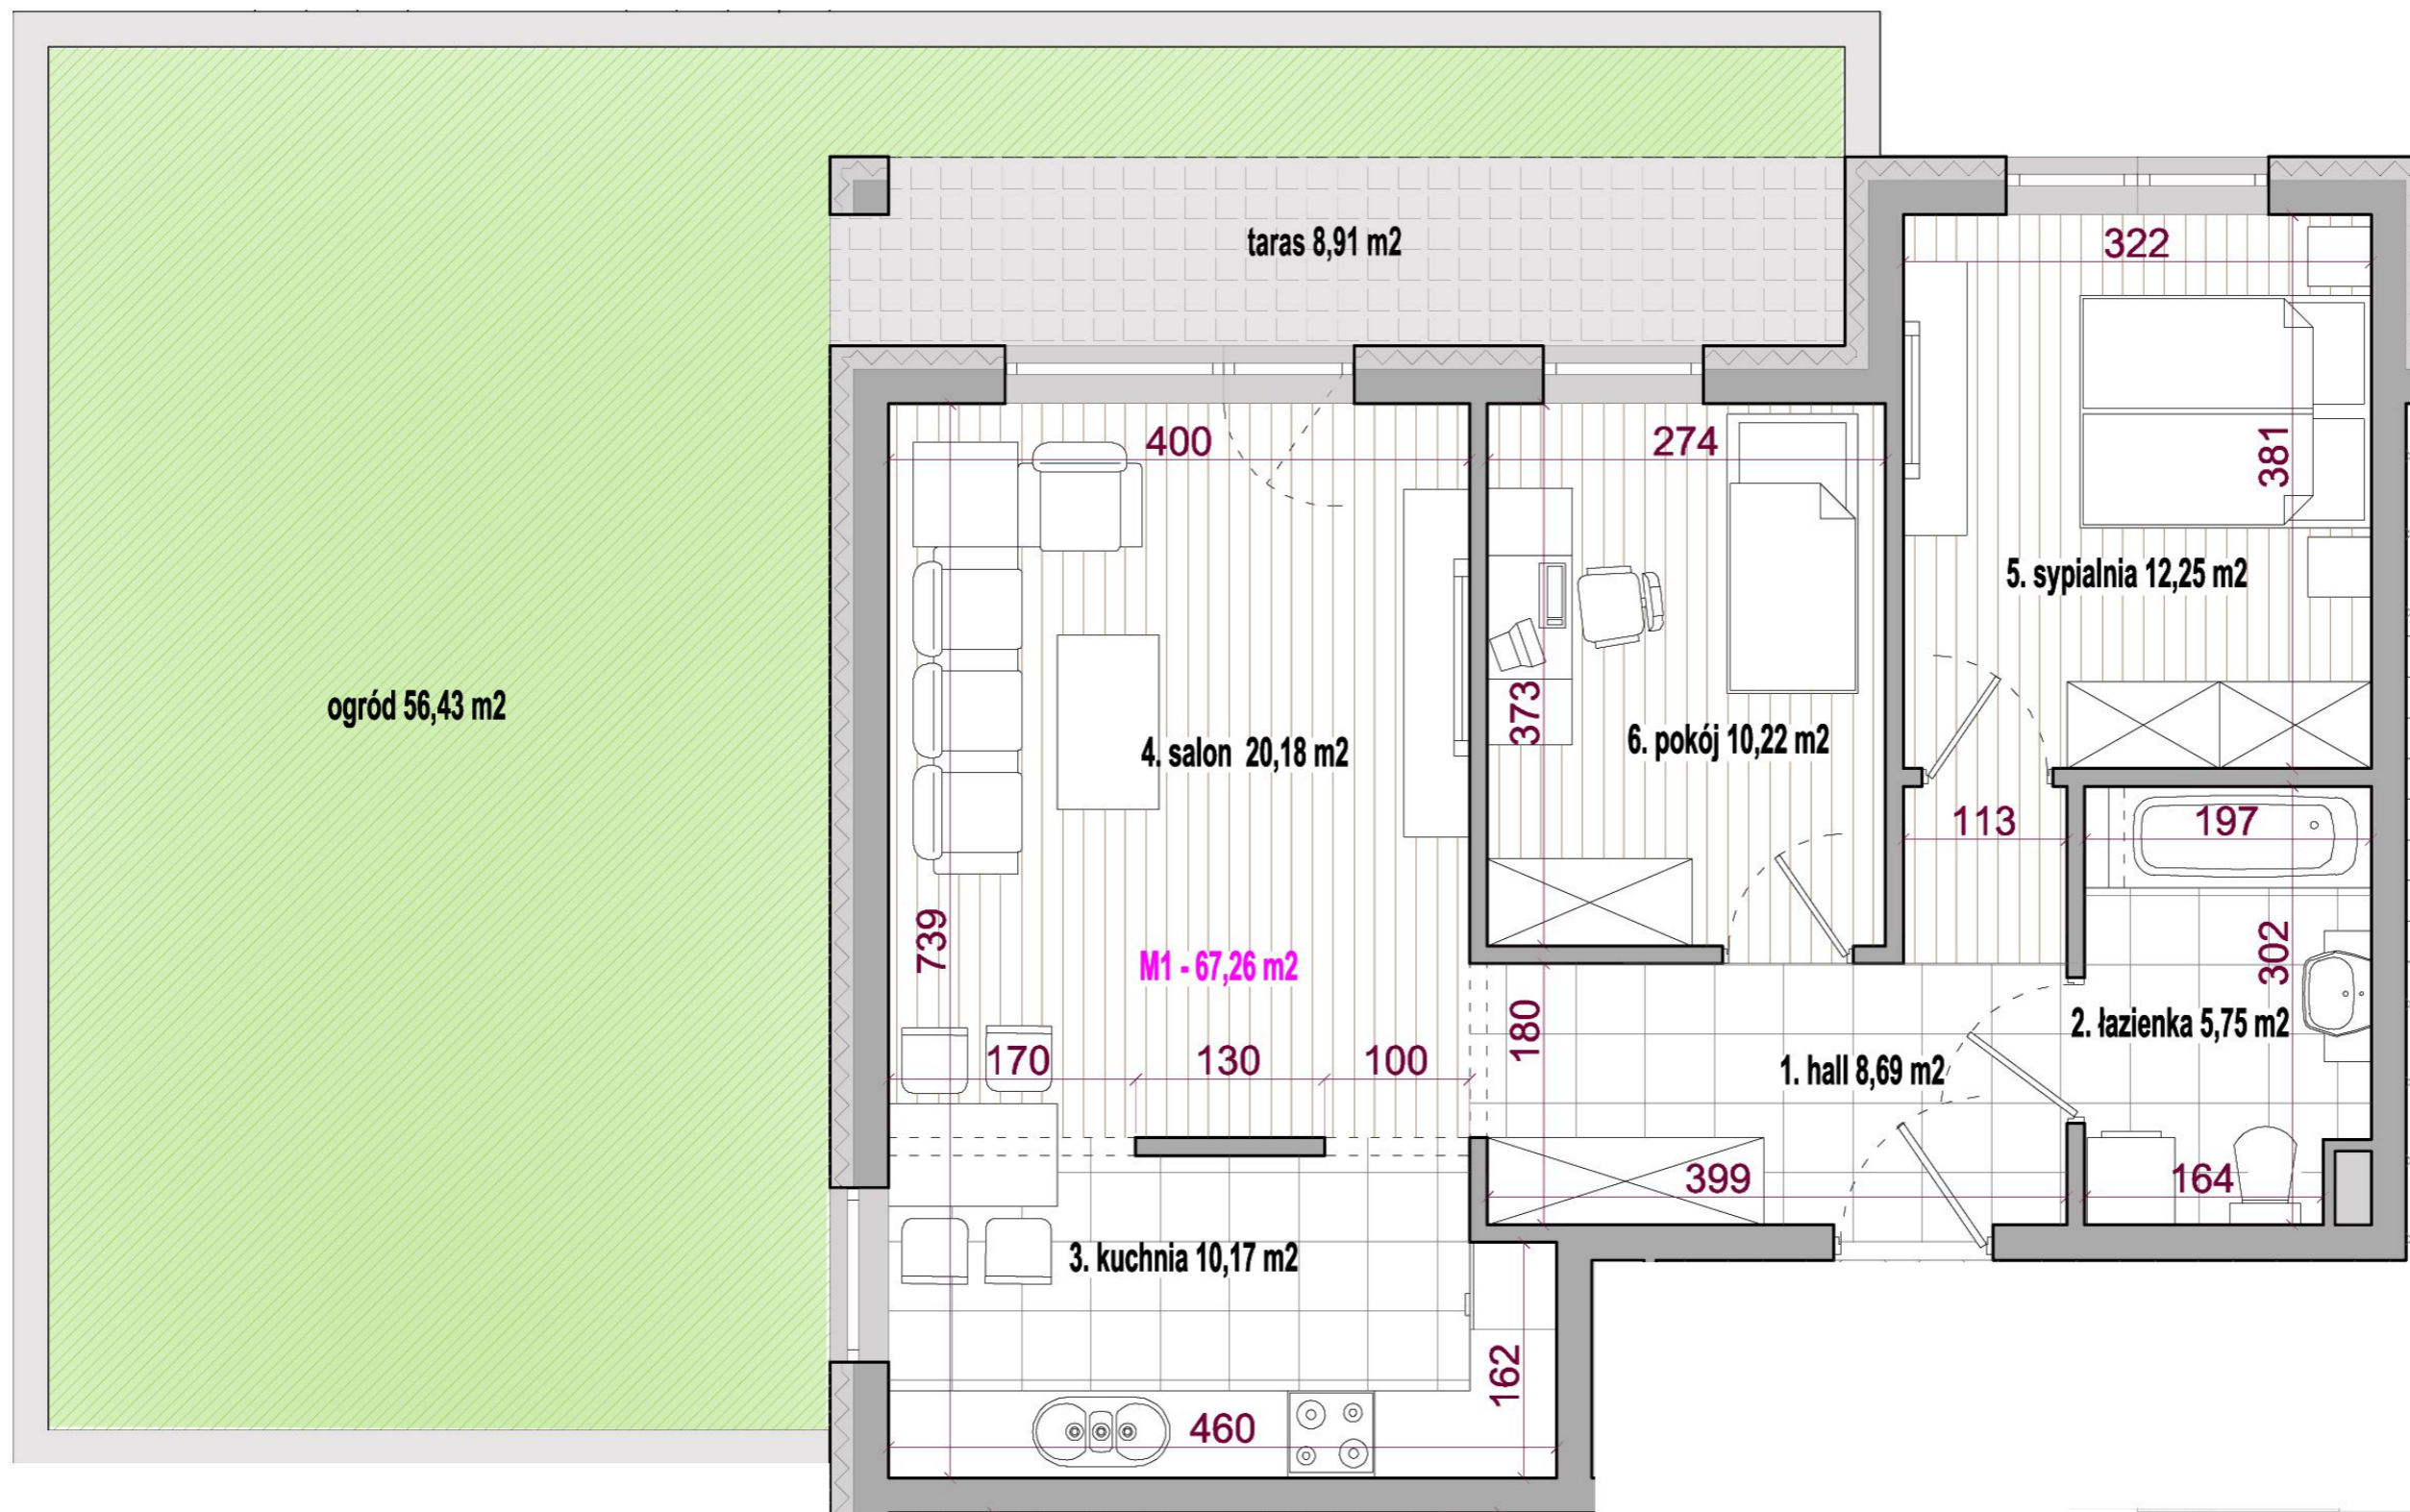 taras 8,91 m2
322
400
274
381
5. sypialnia 12,25 m2
ogród 56,43 m2
373
4. salon 20,18 m2
6. pokój 10,22 m2
113
197
739
M1 - 67,26 m2
302
180
2. łazienka 5,75 m2
170
130
100
1. hall 8,69 m2
399
164
3. kuchnia 10,17 m2
162
460